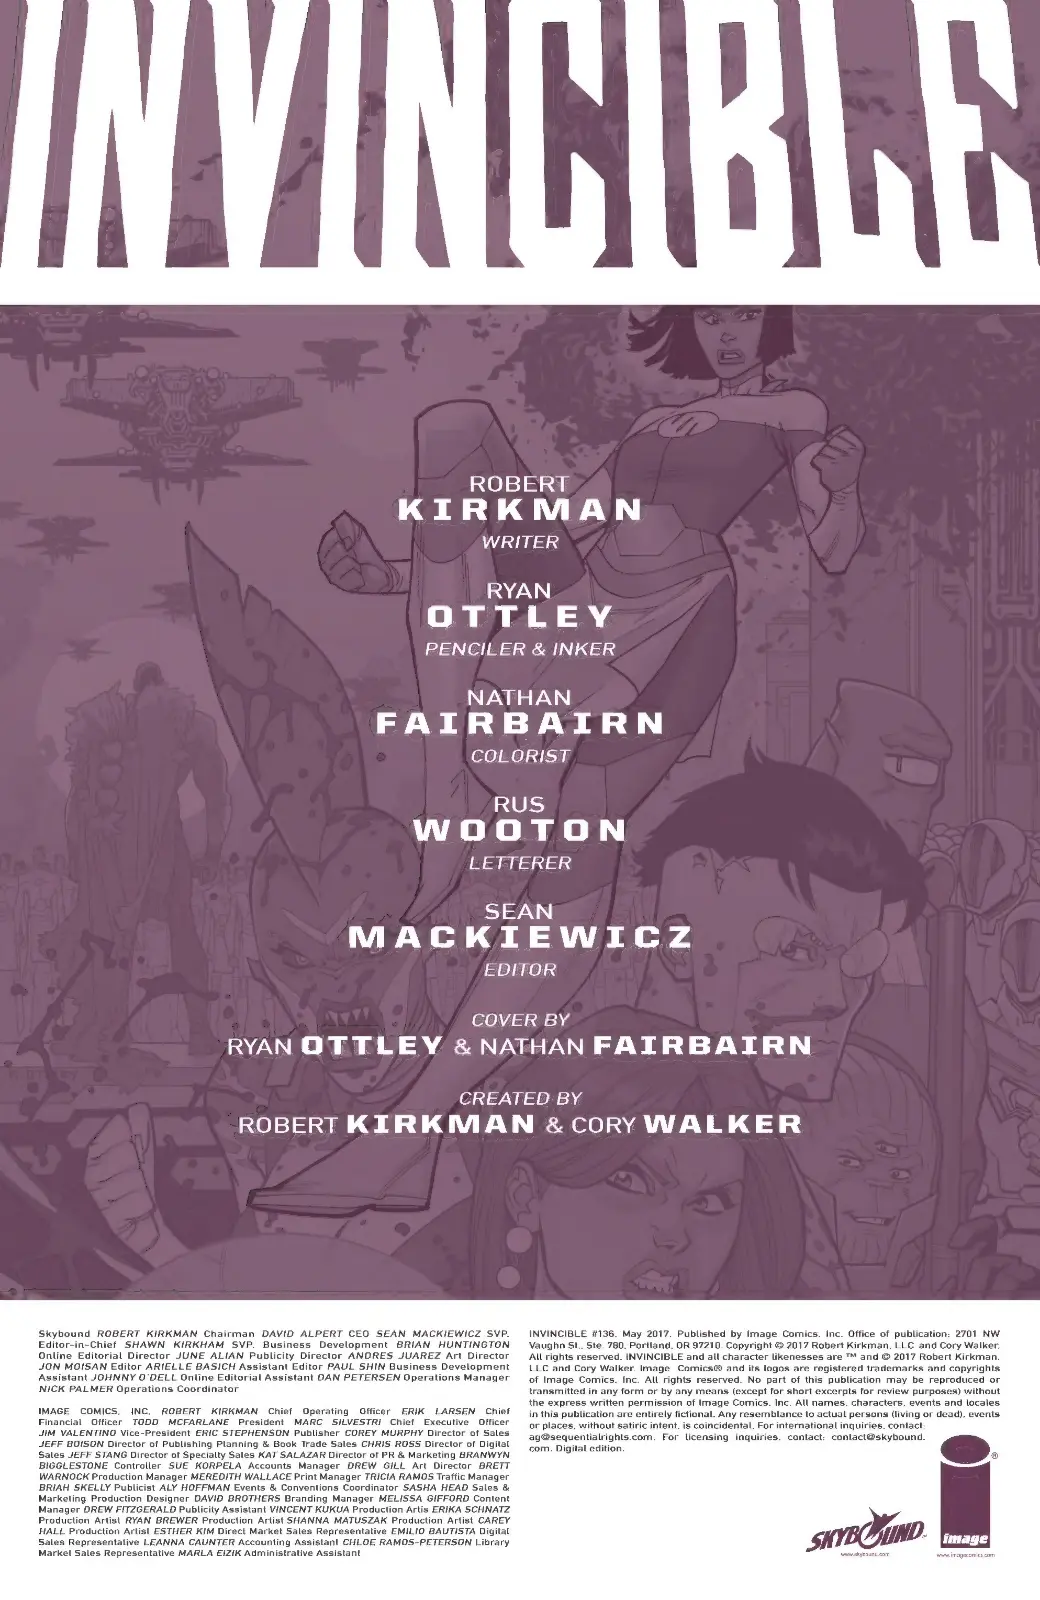 INVINCIBLE
ROBERT
KIRKMAN
WRITER
RYAN
OTTLEY
PENCILER & INKER
NATHAN
FAIRBAIRN
COLORIST
RUS
WOOTON
LETTERER
SEAN
MACKIEWICZ
EDITOR
COVER BY
RYAN OTTLEY & NATHAN FAIRBAIRN
CREATED BY
ROBERT KIRKMAN & CORY WALKER
Skybound ROBERT KIRKMAN Chairman DAVID ALPERT CEO SEAN MACKIEWICZ SVP,
Editor-in-Chief SHAWN KIRKHAM SVP, Business Development BRIAN HUNTINGTON
Online Editorial Director JUNE ALIAN Publicity Director ANDRES JUAREZ Art Director
JON MOISAN Editor ARIELLE BASICH Assistant Editor PAUL SHIN Business Development
Assistant JOHNNY O'DELL Online Editorial Assistant DAN PETERSEN Operations Manager
NICK PALMER Operations Coordinator
IMAGE COMICS, INC. ROBERT KIRKMAN Chief Operating Officer ERIK LARSEN Chief
Financial Officer TODD MCFARLANE President MARC SILVESTRI Chief Executive Officer
JIM VALENTINO Vice-President ERIC STEPHENSON Publisher COREY MURPHY Director of Sales
JEFF BOISON Director of Publishing Planning & Book Trade Sales CHRIS ROSS Director of Digital
Sales JEFF STANG Director of Specialty Sales KAT SALAZAR Director of PR & Marketing BRANWYN
BIGGLESTONE Controller SUE KORPELA Accounts Manager DREW GILL Art Director BRETT
WARNOCK Production Manager MEREDITH WALLACE Print Manager TRICIA RAMOS Traffic Manager
BRIAH SKELLY Publicist ALY HOFFMAN Events & Conventions Coordinator SASHA HEAD Sales &
Marketing Production Designer DAVID BROTHERS Branding Manager MELISSA GIFFORD Content
Manager DREW FITZGERALD Publicity Assistant VINCENT KUKUA Production Artis ERIKA SCHNATZ
Production Artist RYAN BREWER Production Artist SHANNA MATUSZAK Production Artist CAREY
HALL Production Artist ESTHER KIM Direct Market Sales Representative EMILIO BAUTISTA Digital
Sales Representative LEANNA CAUNTER Accounting Assistant CHLOE RAMOS-PETERSON Library
Market Sales Representative MARLA EIZIK Administrative Assistant
INVINCIBLE #136. May 2017. Published by Image Comics, Inc. Office of publication: 2701 NW
Vaughn St., Ste. 780, Portland, OR 97210. Copyright © 2017 Robert Kirkman, LLC and Cory Walker.
All rights reserved. INVINCIBLE and all character likenesses are ™ and © 2017 Robert Kirkman,
LLC and Cory Walker. Image Comics® and its logos are registered trademarks and copyrights
of Image Comics, Inc. All rights reserved. No part of this publication may be reproduced or
transmitted in any form or by any means (except for short excerpts for review purposes) without
the express written permission of Image Comics, Inc. All names, characters, events and locales
in this publication are entirely fictional. Any resemblance to actual persons (living or dead), events
or places, without satiric intent, is coincidental. For international inquiries, contact:
ag@sequentialrights.com. For licensing inquiries, contact: contact@skybound.
com. Digital edition.
SKYBOUND™
www.skybound.com
image®
www.imagecomics.com